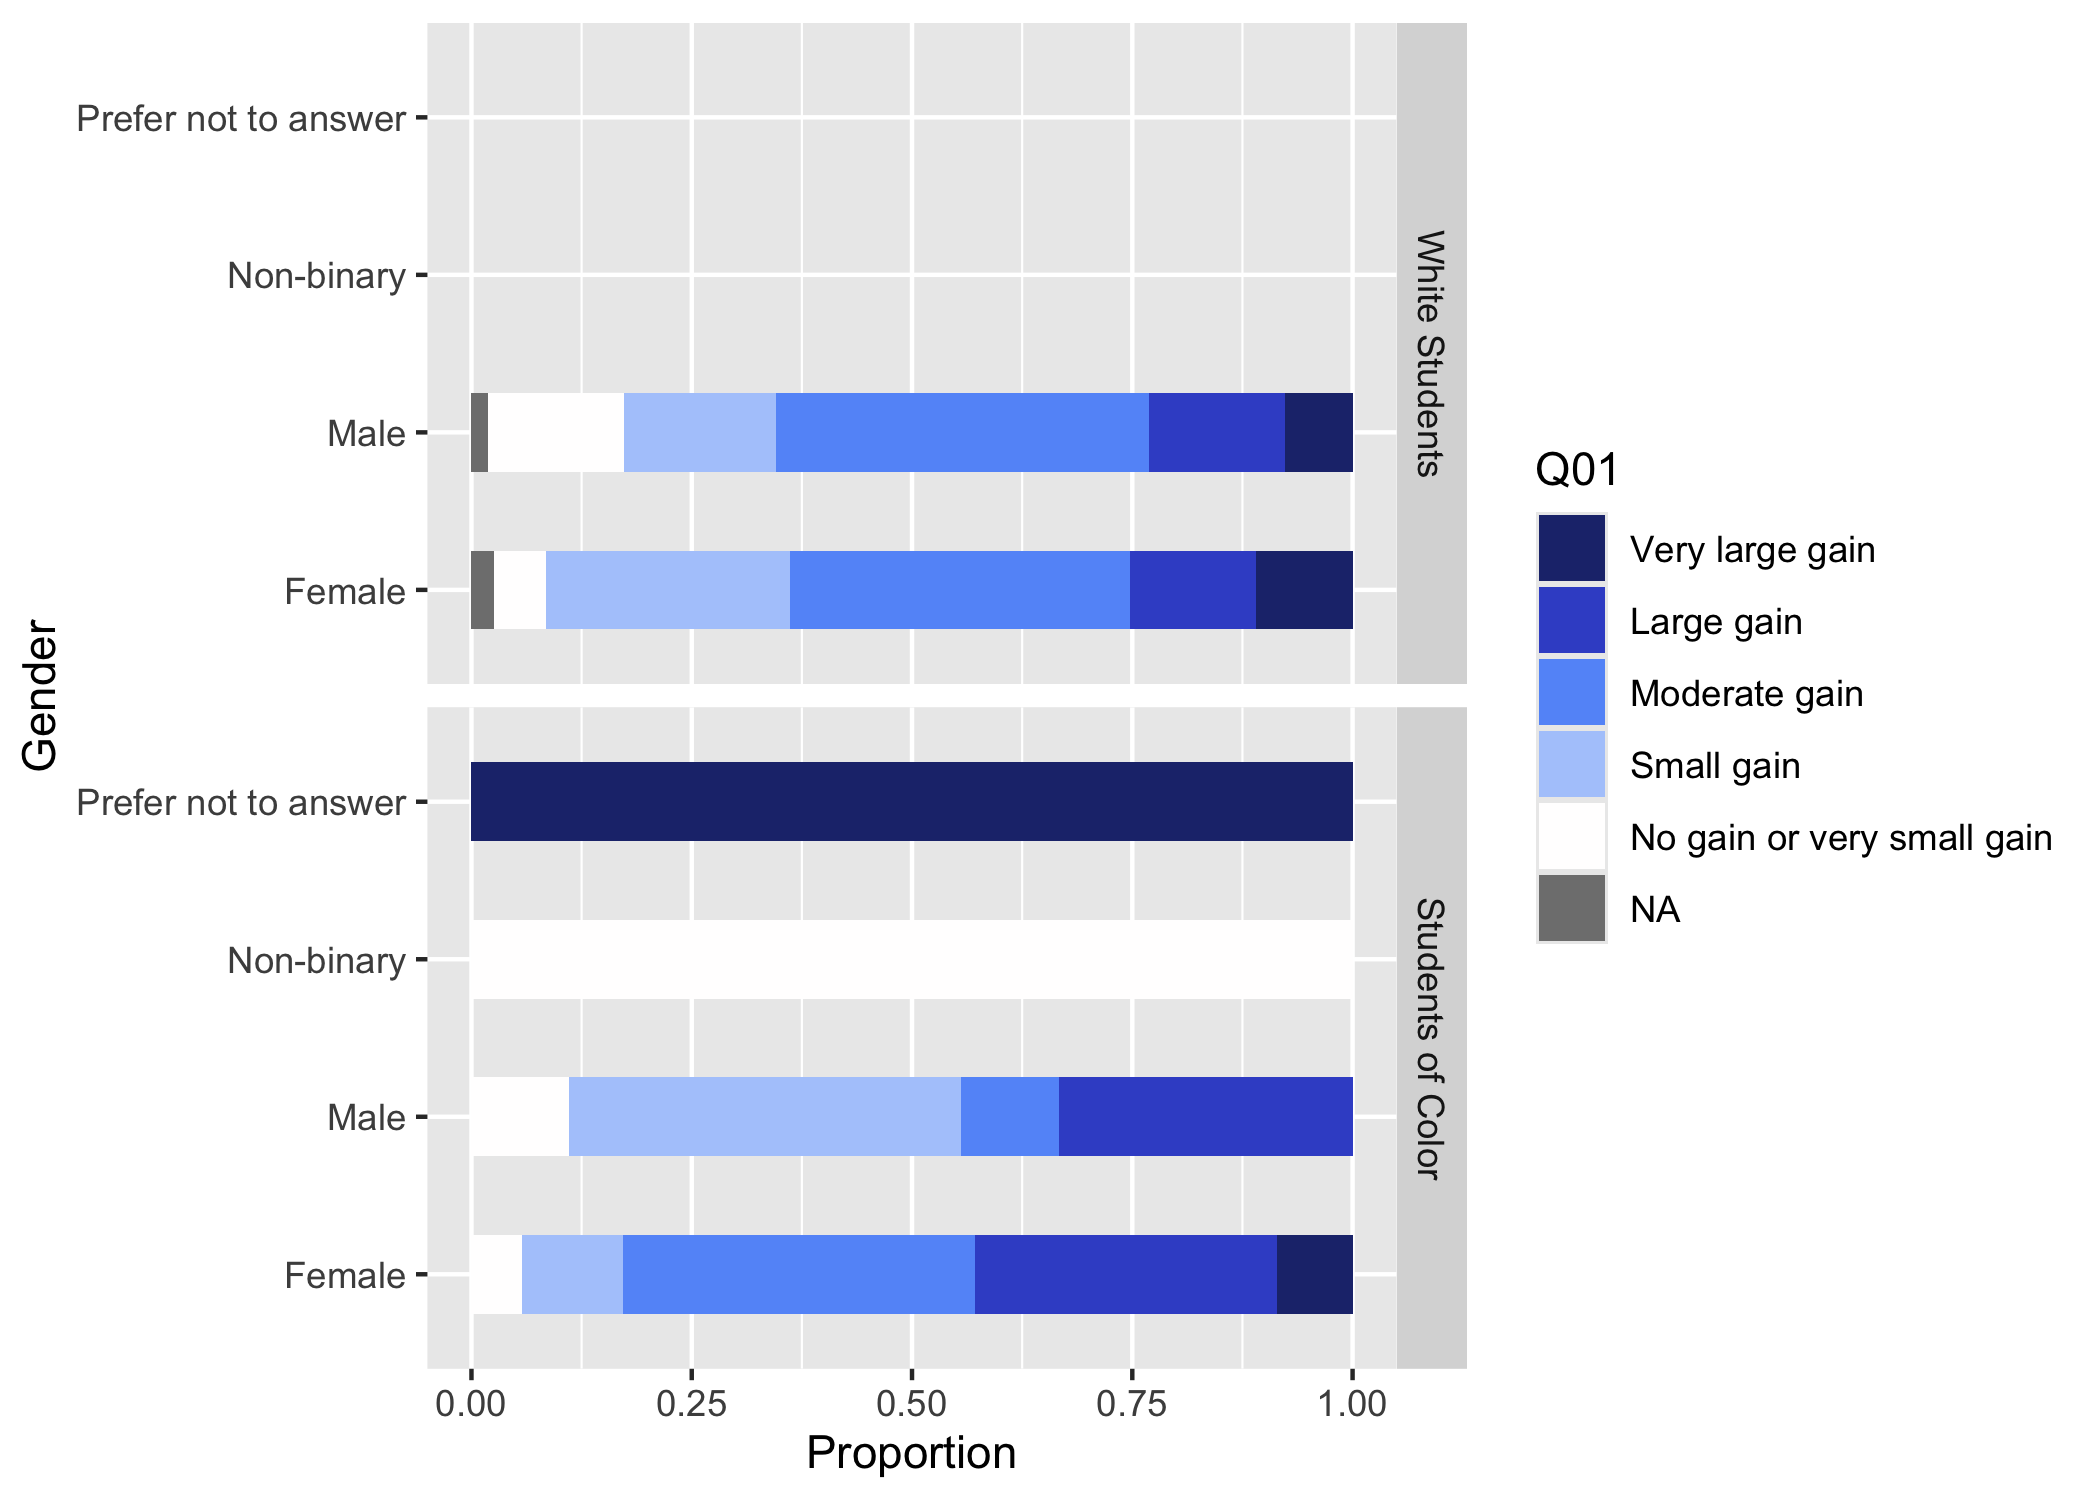 Gender
Prefer not to answer
Non-binary
Male
Female
White Students
Prefer not to answer
Non-binary
Male
Female
Students of Color
0.00 0.25 0.50 0.75 1.00
Proportion
Q01
Very large gain
Large gain
Moderate gain
Small gain
No gain or very small gain
NA